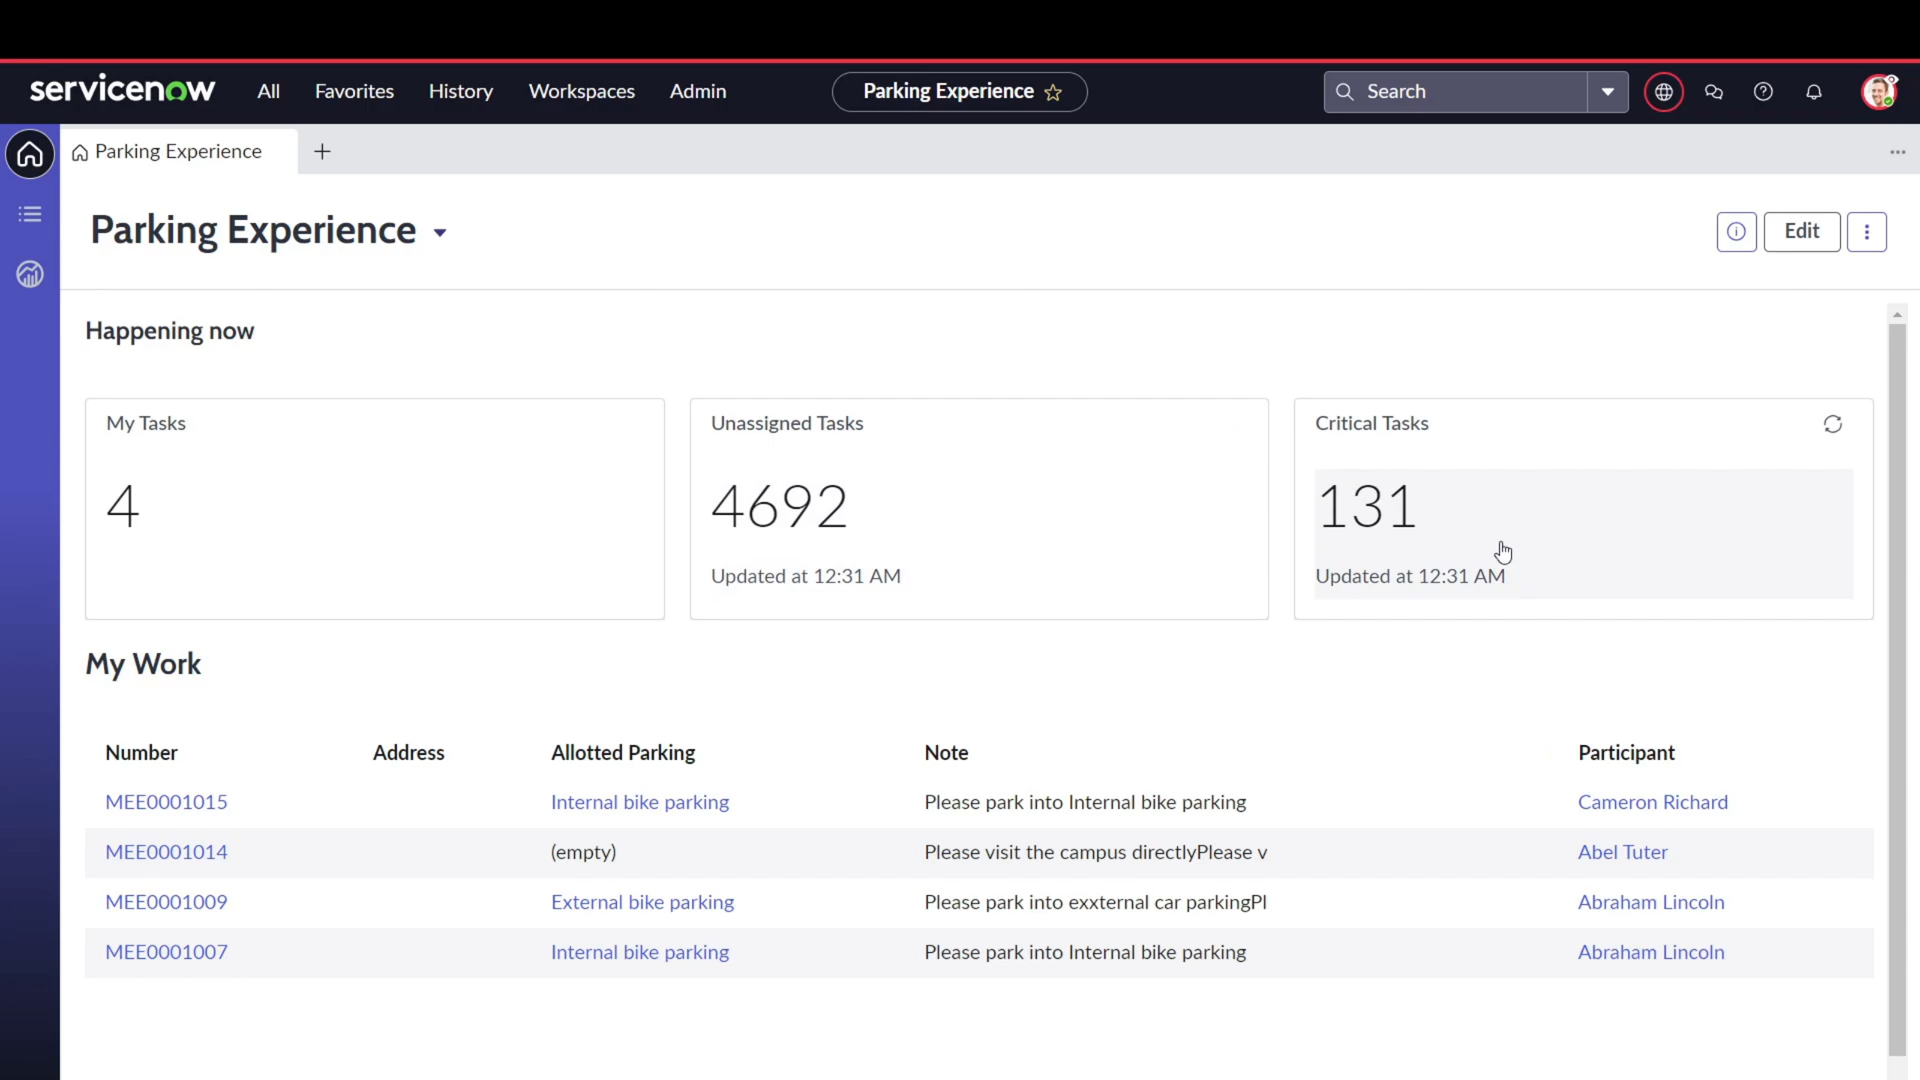 servicenow All Favorites History Workspaces Admin Parking Experience Search
Parking Experience
Parking Experience Edit
Happening now
My Tasks Unassigned Tasks Critical Tasks
4 4692 131
Updated at 12:31 AM Updated at 12:31 AM
My Work
Number Address Allotted Parking Note Participant
MEE0001015 Internal bike parking Please park into Internal bike parking Cameron Richard
MEE0001014 (empty) Please visit the campus directlyPlease v Abel Tuter
MEE0001009 External bike parking Please park into exxternal car parkingPl Abraham Lincoln
MEE0001007 Internal bike parking Please park into Internal bike parking Abraham Lincoln